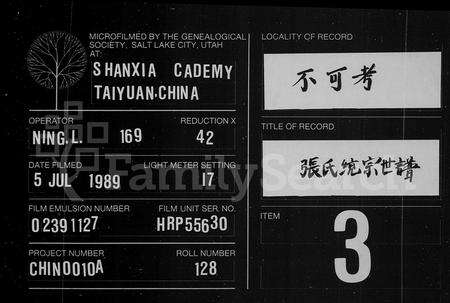 MICROFILMED BY THE GENEALOGICAL
SOCIETY, SALT LAKE CITY, UTAH
AT:
SHANXIA CADEMY
TAIYUAN.CHINA
OPERATOR
REDUCTION X
NING.L. 169
42
DATE FILMED
LIGHT METER SETTING
5 JUL 1989
17
FILM EMULSION NUMBER
FILM UNIT SER. NO.
02391127
HRP55630
PROJECT NUMBER
ROLL NUMBER
CHIN0010A
128
LOCALITY OF RECORD
不可考
TITLE OF RECORD
張氏統宗世譜
ITEM
3
FamilySearch